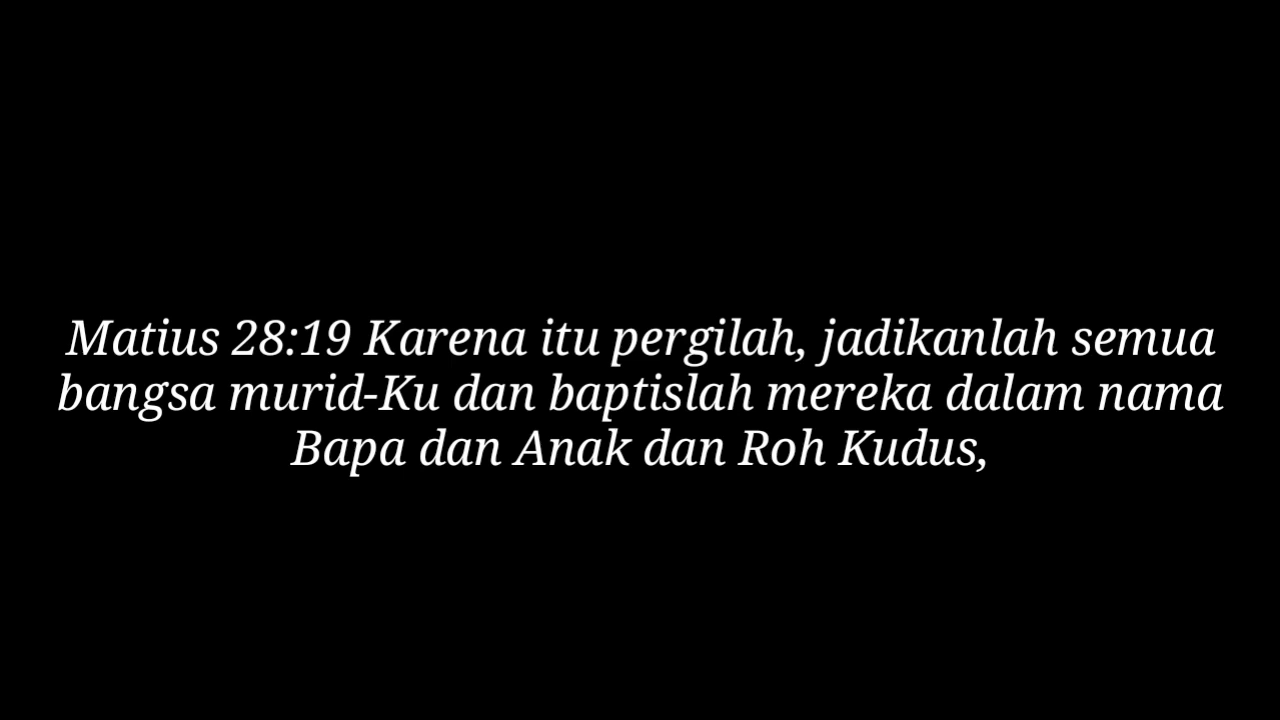 Matius 28:19 Karena itu pergilah, jadikanlah semua
bangsa murid-Ku dan baptislah mereka dalam nama
Bapa dan Anak dan Roh Kudus,